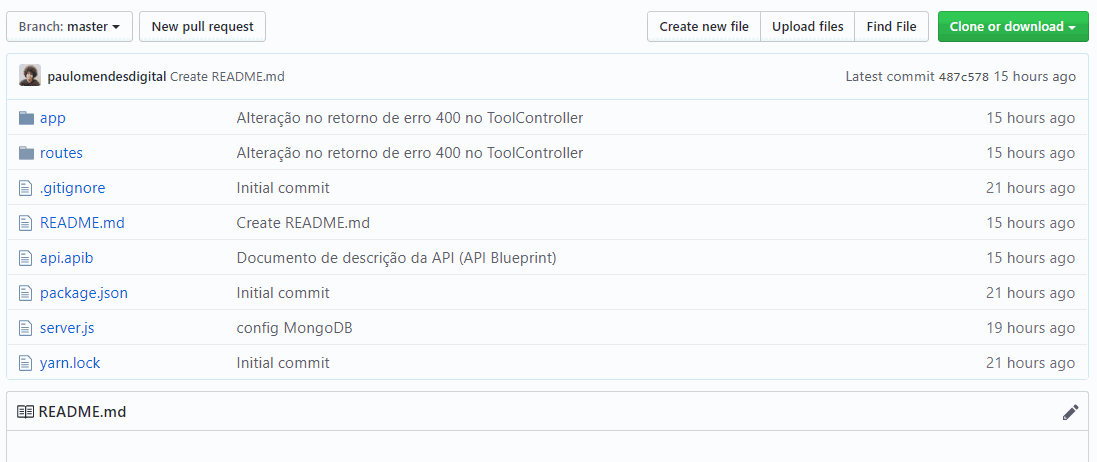 Branch: master New pull request Create new file Upload files Find File Clone or download
paulomendesdigital Create README.md Latest commit 487c578 15 hours ago
app Alteração no retorno de erro 400 no ToolController 15 hours ago
routes Alteração no retorno de erro 400 no ToolController 15 hours ago
.gitignore Initial commit 21 hours ago
README.md Create README.md 15 hours ago
api.apib Documento de descrição da API (API Blueprint) 15 hours ago
package.json Initial commit 21 hours ago
server.js config MongoDB 19 hours ago
yarn.lock Initial commit 21 hours ago
README.md